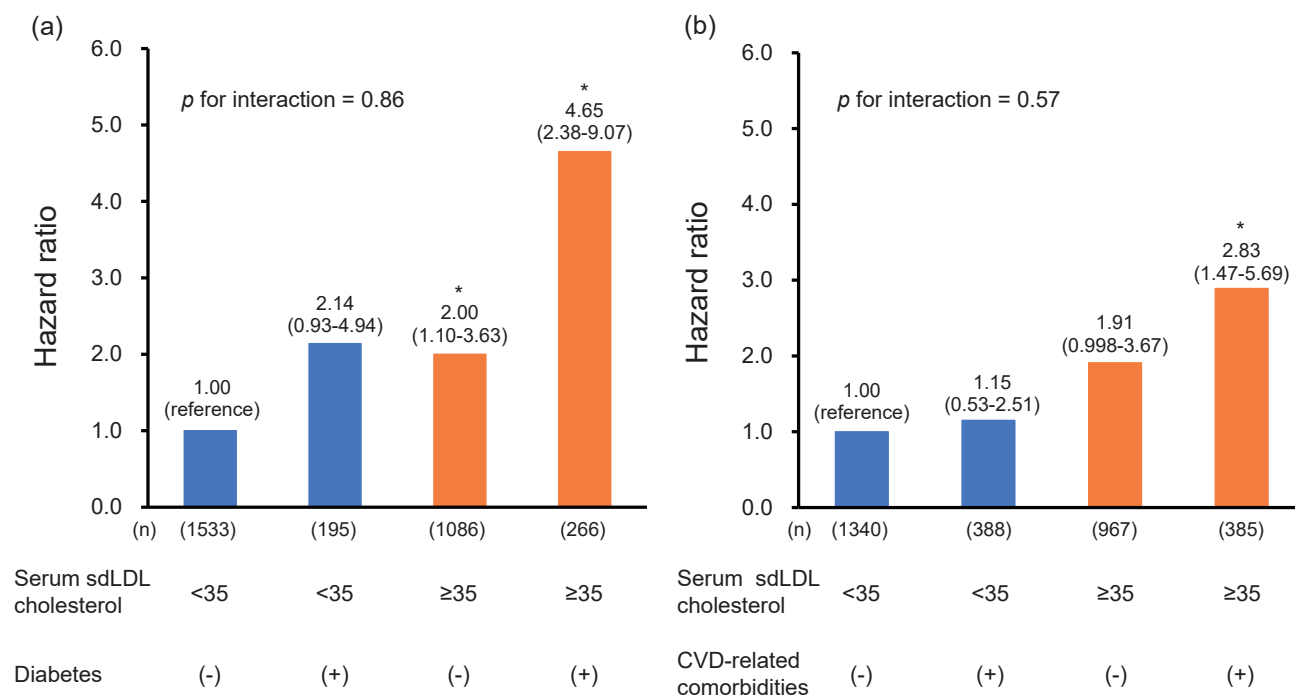 (a)
6.0
5.0
4.0
3.0
2.0
1.0
0.0
Hazard ratio
p for interaction = 0.86
1.00
(reference)
2.14
(0.93-4.94)
*
2.00
(1.10-3.63)
*
4.65
(2.38-9.07)
(n) (1533) (195) (1086) (266)
Serum sdLDL
cholesterol <35 <35 ≥35 ≥35
Diabetes (-) (+) (-) (+)
(b)
6.0
5.0
4.0
3.0
2.0
1.0
0.0
Hazard ratio
p for interaction = 0.57
1.00
(reference)
1.15
(0.53-2.51)
1.91
(0.998-3.67)
*
2.83
(1.47-5.69)
(n) (1340) (388) (967) (385)
Serum sdLDL
cholesterol <35 <35 ≥35 ≥35
CVD-related
comorbidities (-) (+) (-) (+)